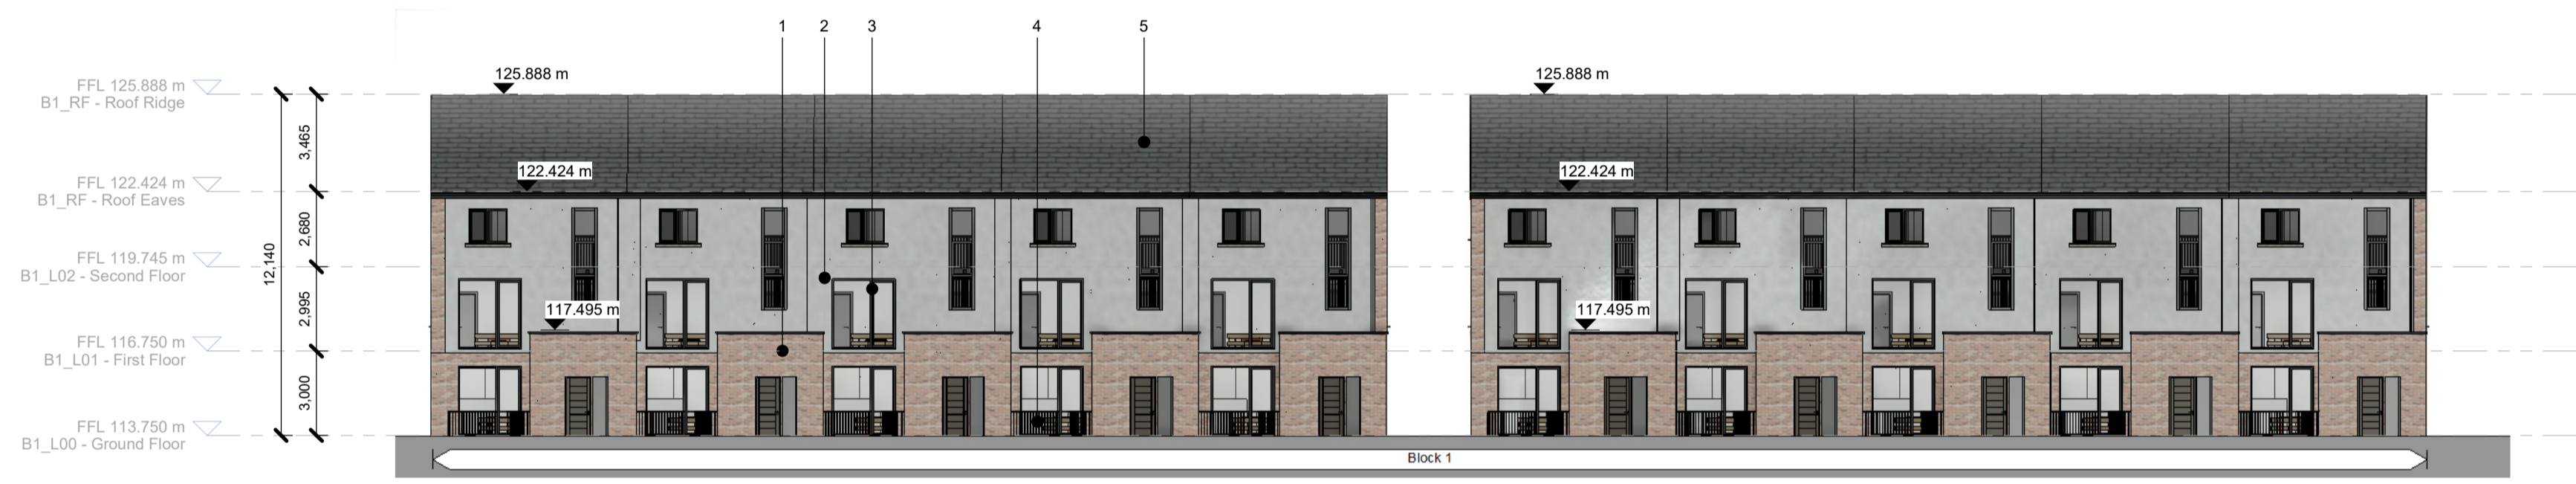 1
2
3
4
5
125.888 m
125.888 m
FFL 125.888 m
B1_RF - Roof Ridge
3,465
122.424 m
122.424 m
FFL 122.424 m
B1_RF - Roof Eaves
2,680
12,140
FFL 119.745 m
B1_L02 - Second Floor
2,995
117.495 m
117.495 m
FFL 116.750 m
B1_L01 - First Floor
3,000
FFL 113.750 m
B1_L00 - Ground Floor
Block 1